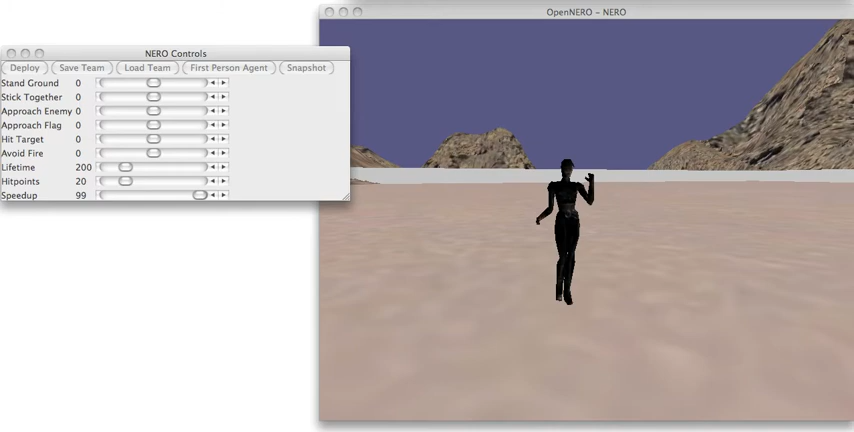 OpenNERO - NERO
NERO Controls
Deploy Save Team Load Team First Person Agent Snapshot
Stand Ground 0
Stick Together 0
Approach Enemy 0
Approach Flag 0
Hit Target 0
Avoid Fire 0
Lifetime 200
Hitpoints 20
Speedup 99